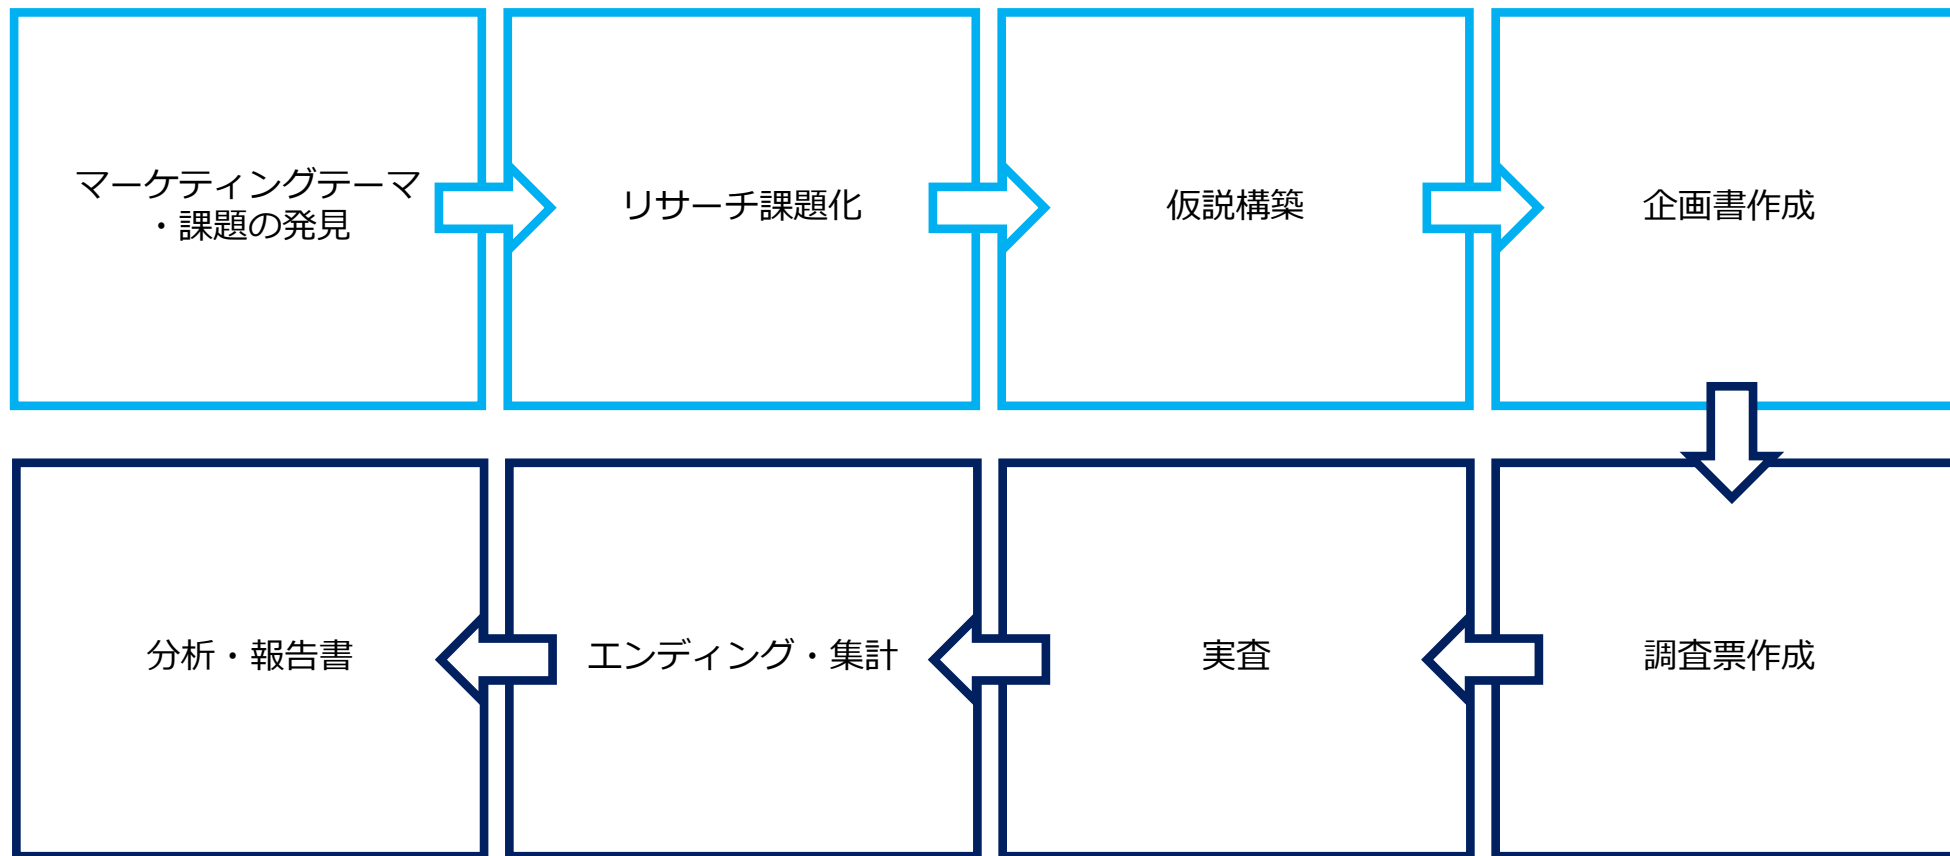 マーケティングテーマ
・課題の発見
リサーチ課題化
仮説構築
企画書作成
分析・報告書
エンディング・集計
実査
調査票作成